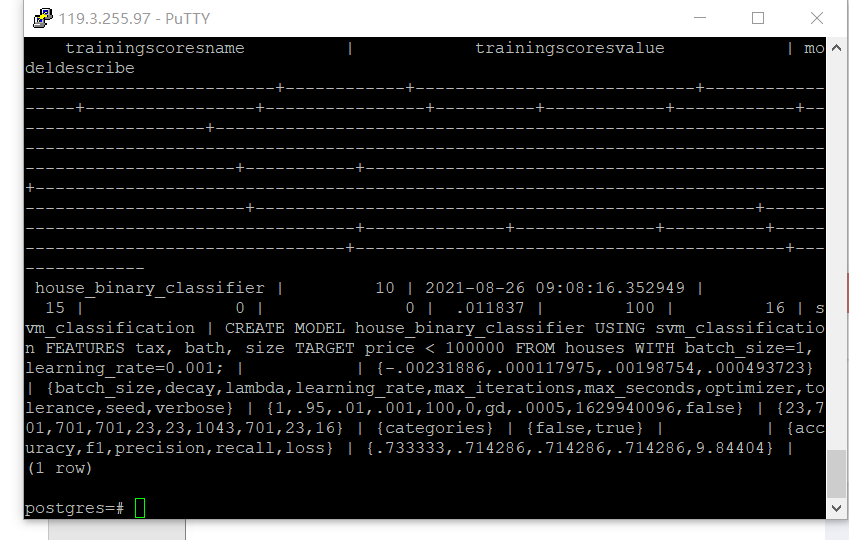 119.3.255.97 - PuTTY
trainingscoresname | trainingscoresvalue | mo
deldescribe
-------------------------+------------+----------------------------+------------
-----+-----------------+----------------+----------+------------+------------+--
------------------+-------------------------------------------------------------
--------------------------------------------------------------------------------
---------------------+-----------+----------------------------------------------
+-------------------------------------------------------------------------------
----------------------+--------------------------------------------------+------
---------------------------------+--------------+--------------+----------+-----
--------------------------------+-------------------------------------------+---
------------
house_binary_classifier | 10 | 2021-08-26 09:08:16.352949 |
15 | 0 | 0 | .011837 | 100 | 16 | s
vm_classification | CREATE MODEL house_binary_classifier USING svm_classificatio
n FEATURES tax, bath, size TARGET price < 100000 FROM houses WITH batch_size=1,
learning_rate=0.001; | | {-.00231886,.000117975,.00198754,.000493723}
| {batch_size,decay,lambda,learning_rate,max_iterations,max_seconds,optimizer,to
lerance,seed,verbose} | {1,.95,.01,.001,100,0,gd,.0005,1629940096,false} | {23,7
01,701,701,23,23,1043,701,23,16} | {categories} | {false,true} | | {acc
uracy,f1,precision,recall,loss} | {.733333,.714286,.714286,.714286,9.84404} |
(1 row)
postgres=#